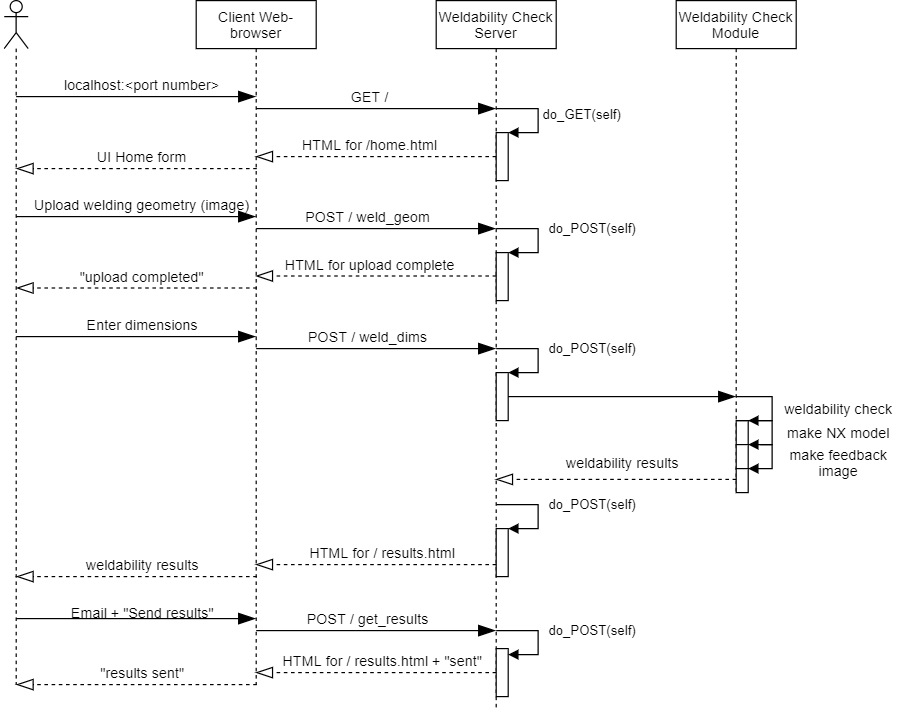 Client Web-
browser
Weldability Check
Server
Weldability Check
Module
localhost:<port number>
GET /
do_GET(self)
HTML for /home.html
UI Home form
Upload welding geometry (image)
POST / weld_geom
do_POST(self)
HTML for upload complete
"upload completed"
Enter dimensions
POST / weld_dims
do_POST(self)
weldability check
make NX model
make feedback
image
weldability results
do_POST(self)
HTML for / results.html
weldability results
Email + "Send results"
POST / get_results
do_POST(self)
HTML for / results.html + "sent"
"results sent"